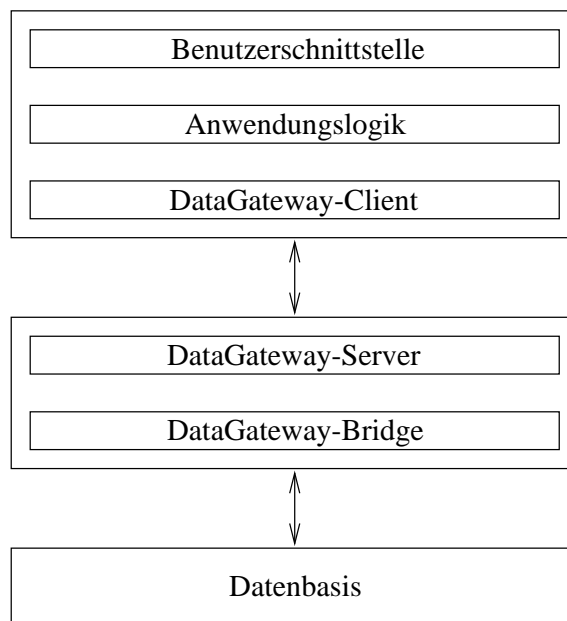 Benutzerschnittstelle
Anwendungslogik
DataGateway-Client
DataGateway-Server
DataGateway-Bridge
Datenbasis